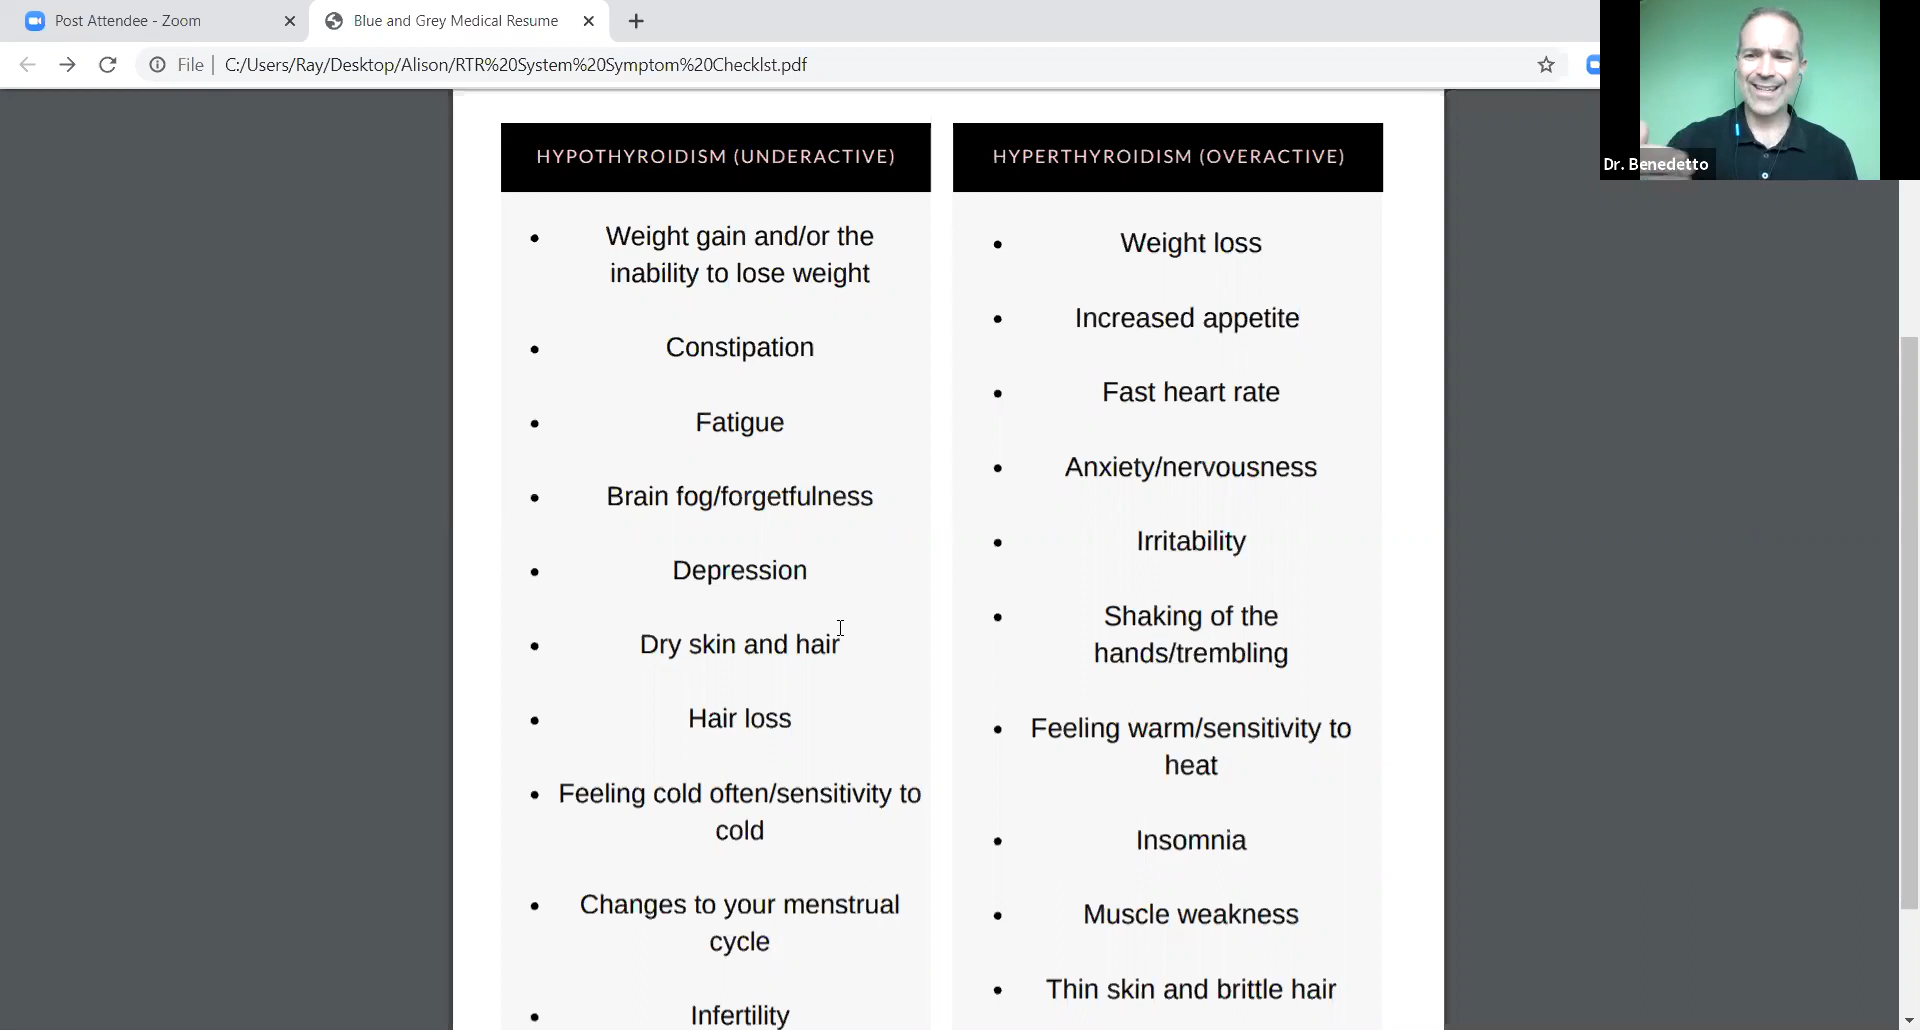 Post Attendee - Zoom
Blue and Grey Medical Resume
File
C:/Users/Ray/Desktop/Alison/RTR%20System%20Symptom%20Checklst.pdf
Dr. Benedetto
HYPOTHYROIDISM (UNDERACTIVE)
Weight gain and/or the
inability to lose weight
Constipation
Fatigue
Brain fog/forgetfulness
Depression
Dry skin and hair
Hair loss
Feeling cold often/sensitivity to
cold
Changes to your menstrual
cycle
Infertility
HYPERTHYROIDISM (OVERACTIVE)
Weight loss
Increased appetite
Fast heart rate
Anxiety/nervousness
Irritability
Shaking of the
hands/trembling
Feeling warm/sensitivity to
heat
Insomnia
Muscle weakness
Thin skin and brittle hair